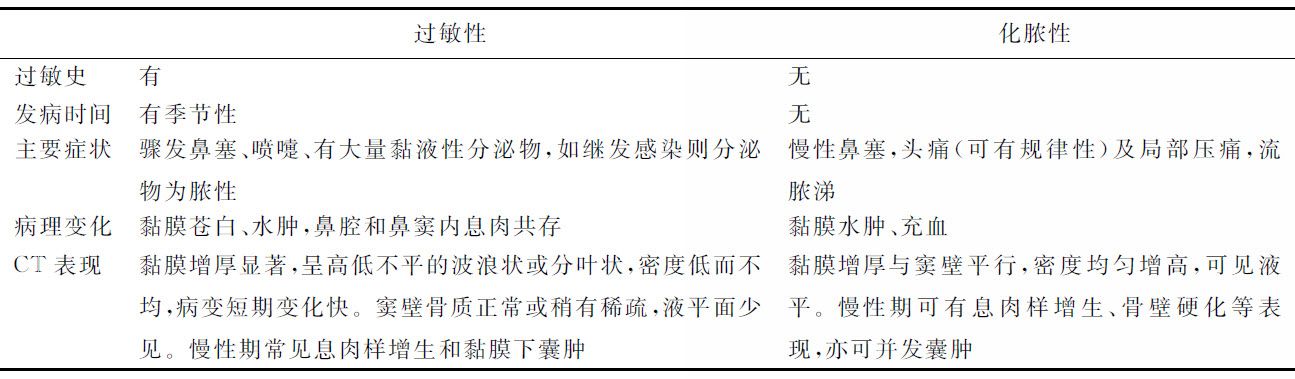 过敏性 化脓性
过敏史 有 无
发病时间 有季节性 无
主要症状 骤发鼻塞、喷嚏、有大量黏液性分泌物,如继发感染则分泌 慢性鼻塞,头痛(可有规律性)及局部压痛,流
物为脓性 脓涕
病理变化 黏膜苍白、水肿,鼻腔和鼻窦内息肉共存 黏膜水肿、充血
CT 表现 黏膜增厚显著,呈高低不平的波浪状或分叶状,密度低而不 黏膜增厚与窦壁平行,密度均匀增高,可见液
均,病变短期变化快。窦壁骨质正常或稍有稀疏,液平面少 平。慢性期可有息肉样增生、骨壁硬化等表
见。慢性期常见息肉样增生和黏膜下囊肿 现,亦可并发囊肿